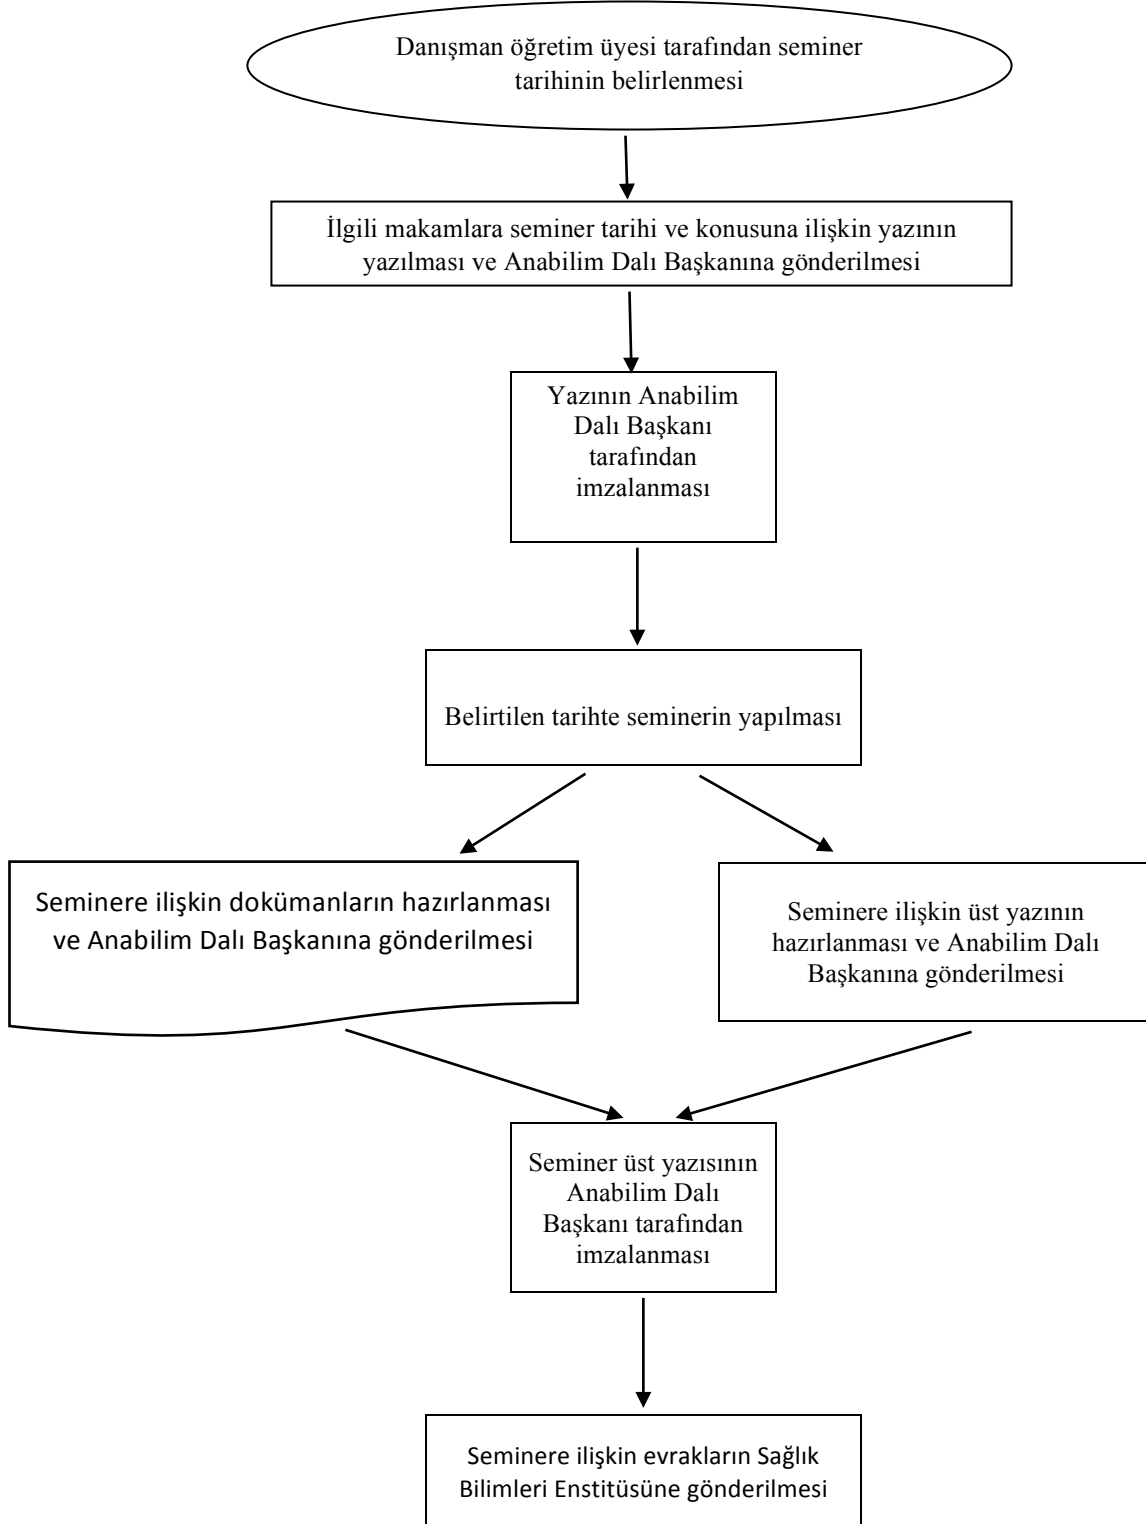 Danışman öğretim üyesi tarafından seminer
tarihinin belirlenmesi
İlgili makamlara seminer tarihi ve konusuna ilişkin yazının
yazılması ve Anabilim Dalı Başkanına gönderilmesi
Yazının Anabilim
Dalı Başkanı
tarafından
imzalanması
Belirtilen tarihte seminerin yapılması
Seminere ilişkin dokümanların hazırlanması
ve Anabilim Dalı Başkanına gönderilmesi
Seminere ilişkin üst yazının
hazırlanması ve Anabilim Dalı
Başkanına gönderilmesi
Seminer üst yazısının
Anabilim Dalı
Başkanı tarafından
imzalanması
Seminere ilişkin evrakların Sağlık
Bilimleri Enstitüsüne gönderilmesi